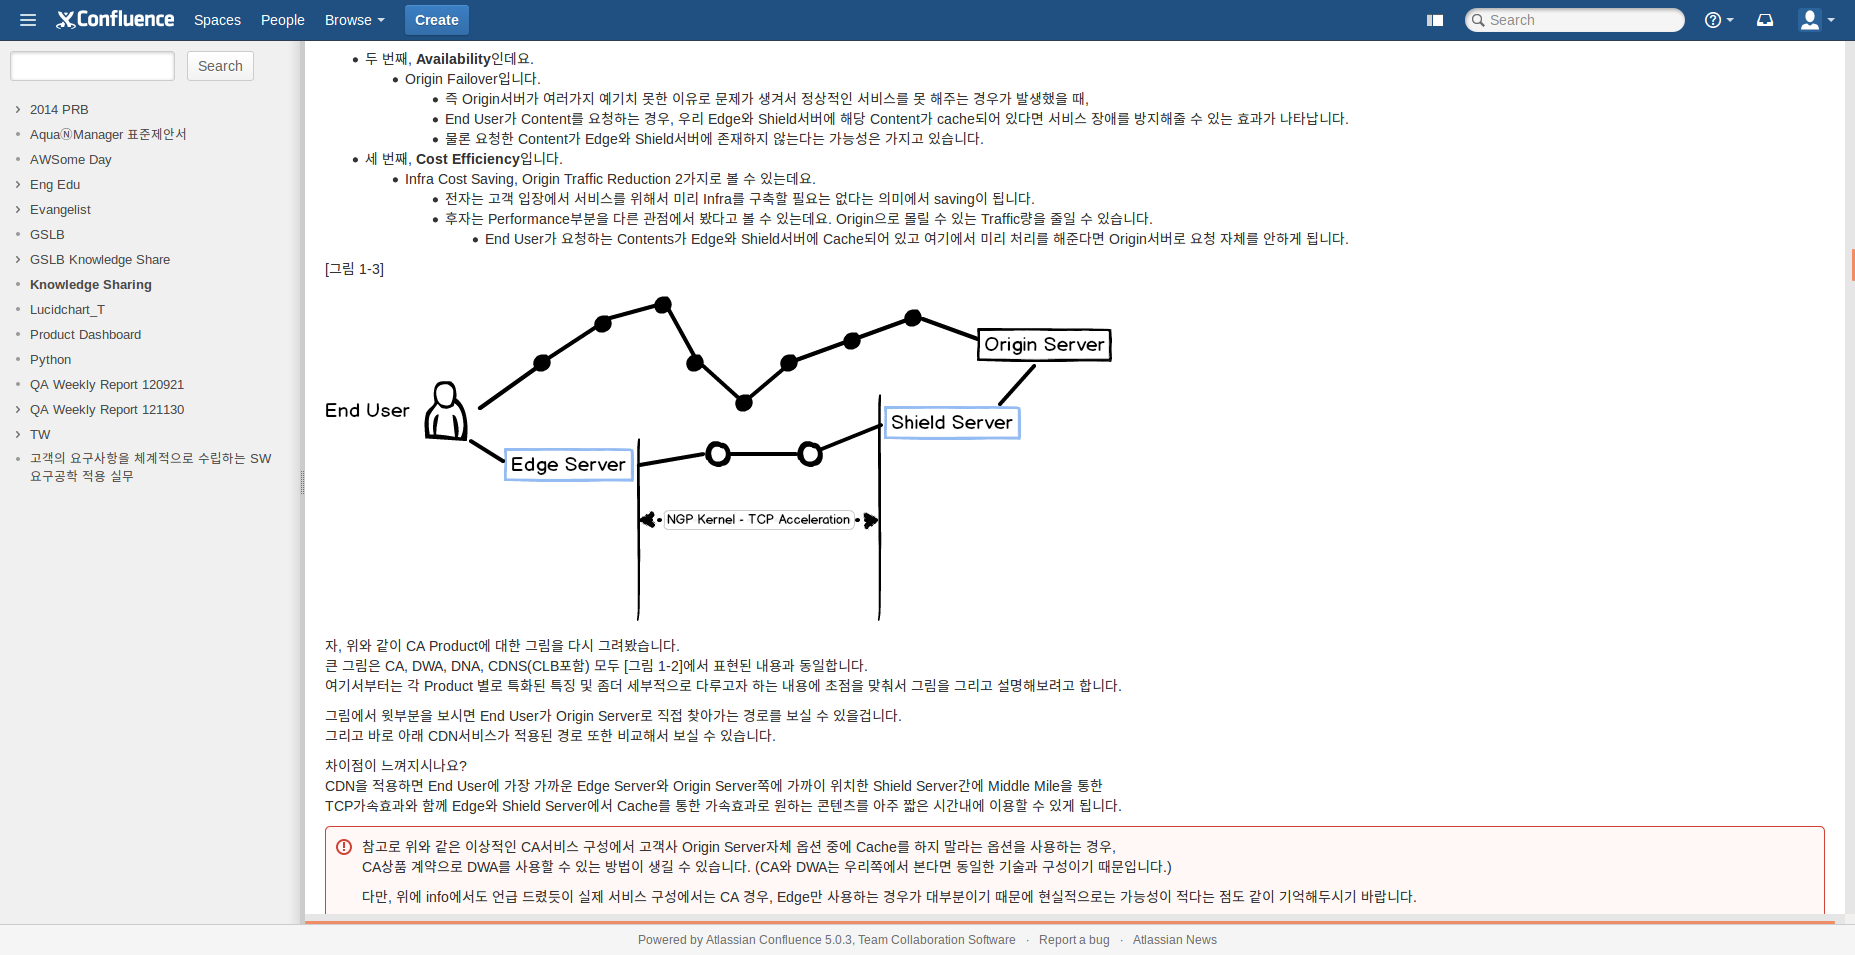 Confluence Spaces People Browse Create Search
Search
2014 PRB
AquaⓃManager 표준제안서
AWSome Day
Eng Edu
Evangelist
GSLB
GSLB Knowledge Share
Knowledge Sharing
Lucidchart_T
Product Dashboard
Python
QA Weekly Report 120921
QA Weekly Report 121130
TW
고객의 요구사항을 체계적으로 수립하는 SW
요구공학 적용 실무
두 번째, Availability인데요.
Origin Failover입니다.
즉 Origin서버가 여러가지 예기치 못한 이유로 문제가 생겨서 정상적인 서비스를 못 해주는 경우가 발생했을 때,
End User가 Content를 요청하는 경우, 우리 Edge와 Shield서버에 해당 Content가 cache되어 있다면 서비스 장애를 방지해줄 수 있는 효과가 나타납니다.
물론 요청한 Content가 Edge와 Shield서버에 존재하지 않는다는 가능성은 가지고 있습니다.
세 번째, Cost Efficiency입니다.
Infra Cost Saving, Origin Traffic Reduction 2가지로 볼 수 있는데요.
전자는 고객 입장에서 서비스를 위해서 미리 Infra를 구축할 필요는 없다는 의미에서 saving이 됩니다.
후자는 Performance부분을 다른 관점에서 봤다고 볼 수 있는데요. Origin으로 몰릴 수 있는 Traffic량을 줄일 수 있습니다.
End User가 요청하는 Contents가 Edge와 Shield서버에 Cache되어 있고 여기에서 미리 처리를 해준다면 Origin서버로 요청 자체를 안하게 됩니다.
[그림 1-3]
Origin Server
End User
Shield Server
Edge Server
NGP Kernel - TCP Acceleration
자, 위와 같이 CA Product에 대한 그림을 다시 그려봤습니다.
큰 그림은 CA, DWA, DNA, CDNS(CLB포함) 모두 [그림 1-2]에서 표현된 내용과 동일합니다.
여기서부터는 각 Product 별로 특화된 특징 및 좀더 세부적으로 다루고자 하는 내용에 초점을 맞춰서 그림을 그리고 설명해보려고 합니다.
그림에서 윗부분을 보시면 End User가 Origin Server로 직접 찾아가는 경로를 보실 수 있을겁니다.
그리고 바로 아래 CDN서비스가 적용된 경로 또한 비교해서 보실 수 있습니다.
차이점이 느껴지시나요?
CDN을 적용하면 End User에 가장 가까운 Edge Server와 Origin Server쪽에 가까이 위치한 Shield Server간에 Middle Mile을 통한
TCP가속효과와 함께 Edge와 Shield Server에서 Cache를 통한 가속효과로 원하는 콘텐츠를 아주 짧은 시간내에 이용할 수 있게 됩니다.
참고로 위와 같은 이상적인 CA서비스 구성에서 고객사 Origin Server자체 옵션 중에 Cache를 하지 말라는 옵션을 사용하는 경우,
CA상품 계약으로 DWA를 사용할 수 있는 방법이 생길 수 있습니다. (CA와 DWA는 우리쪽에서 본다면 동일한 기술과 구성이기 때문입니다.)
다만, 위에 info에서도 언급 드렸듯이 실제 서비스 구성에서는 CA 경우, Edge만 사용하는 경우가 대부분이기 때문에 현실적으로는 가능성이 적다는 점도 같이 기억해두시기 바랍니다.
Powered by Atlassian Confluence 5.0.3, Team Collaboration Software · Report a bug · Atlassian News